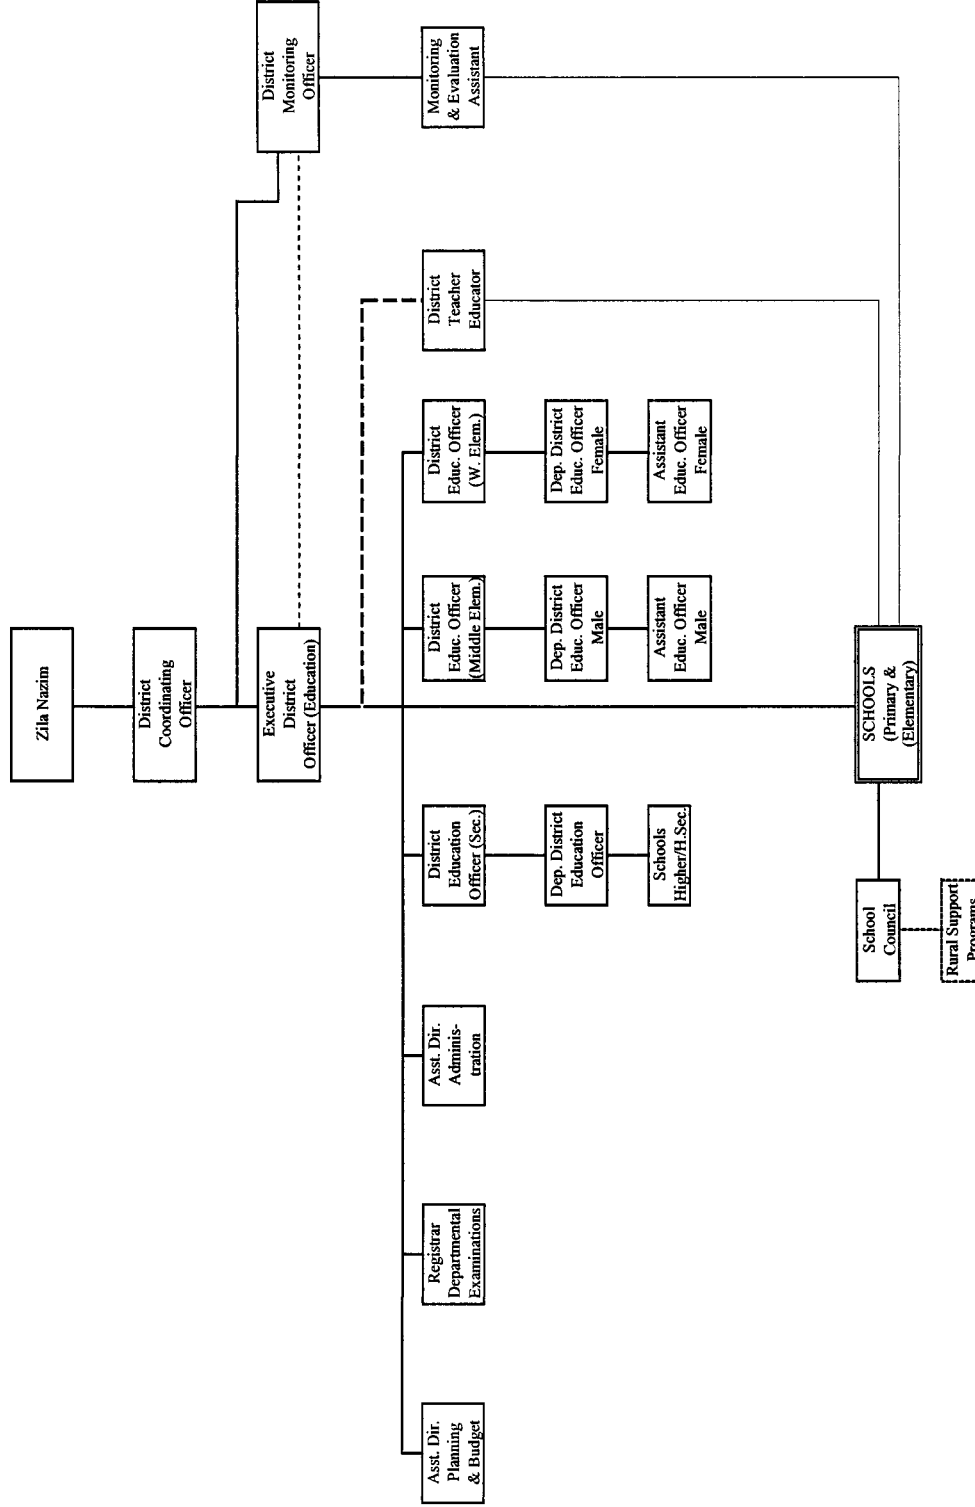 Zila Nazim
District
Coordinating
Officer
Executive
District
Officer (Education)
District
Monitoring
Officer
Asst. Dir.
Planning
& Budget
Registrar
Departmental
Examinations
Asst. Dir.
Adminis-
tration
District
Education
Officer (Sec.)
District
Educ. Officer
(Middle Elem.)
District
Educ. Officer
(W. Elem.)
District
Teacher
Educator
Monitoring
& Evaluation
Assistant
Dep. District
Education
Officer
Dep. District
Educ. Officer
Male
Dep. District
Educ. Officer
Female
Schools
Higher/H.Sec.
Assistant
Educ. Officer
Male
Assistant
Educ. Officer
Female
School
Council
SCHOOLS
(Primary &
(Elementary)
Rural Support
Programs